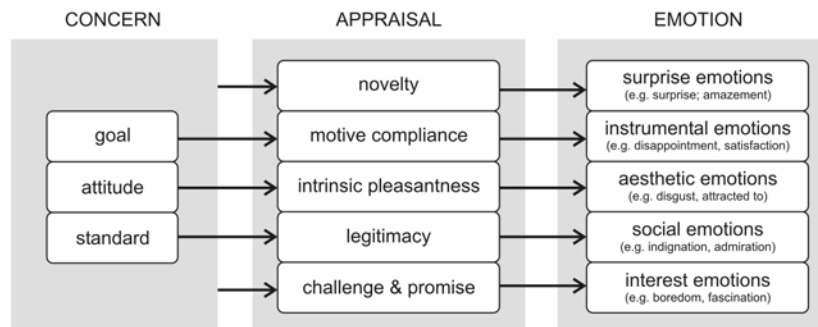 CONCERN
APPRAISAL
EMOTION
goal
attitude
standard
novelty
motive compliance
intrinsic pleasantness
legitimacy
challenge & promise
surprise emotions
(e.g. surprise; amazement)
instrumental emotions
(e.g. disappointment, satisfaction)
aesthetic emotions
(e.g. disgust, attracted to)
social emotions
(e.g. indignation, admiration)
interest emotions
(e.g. boredom, fascination)